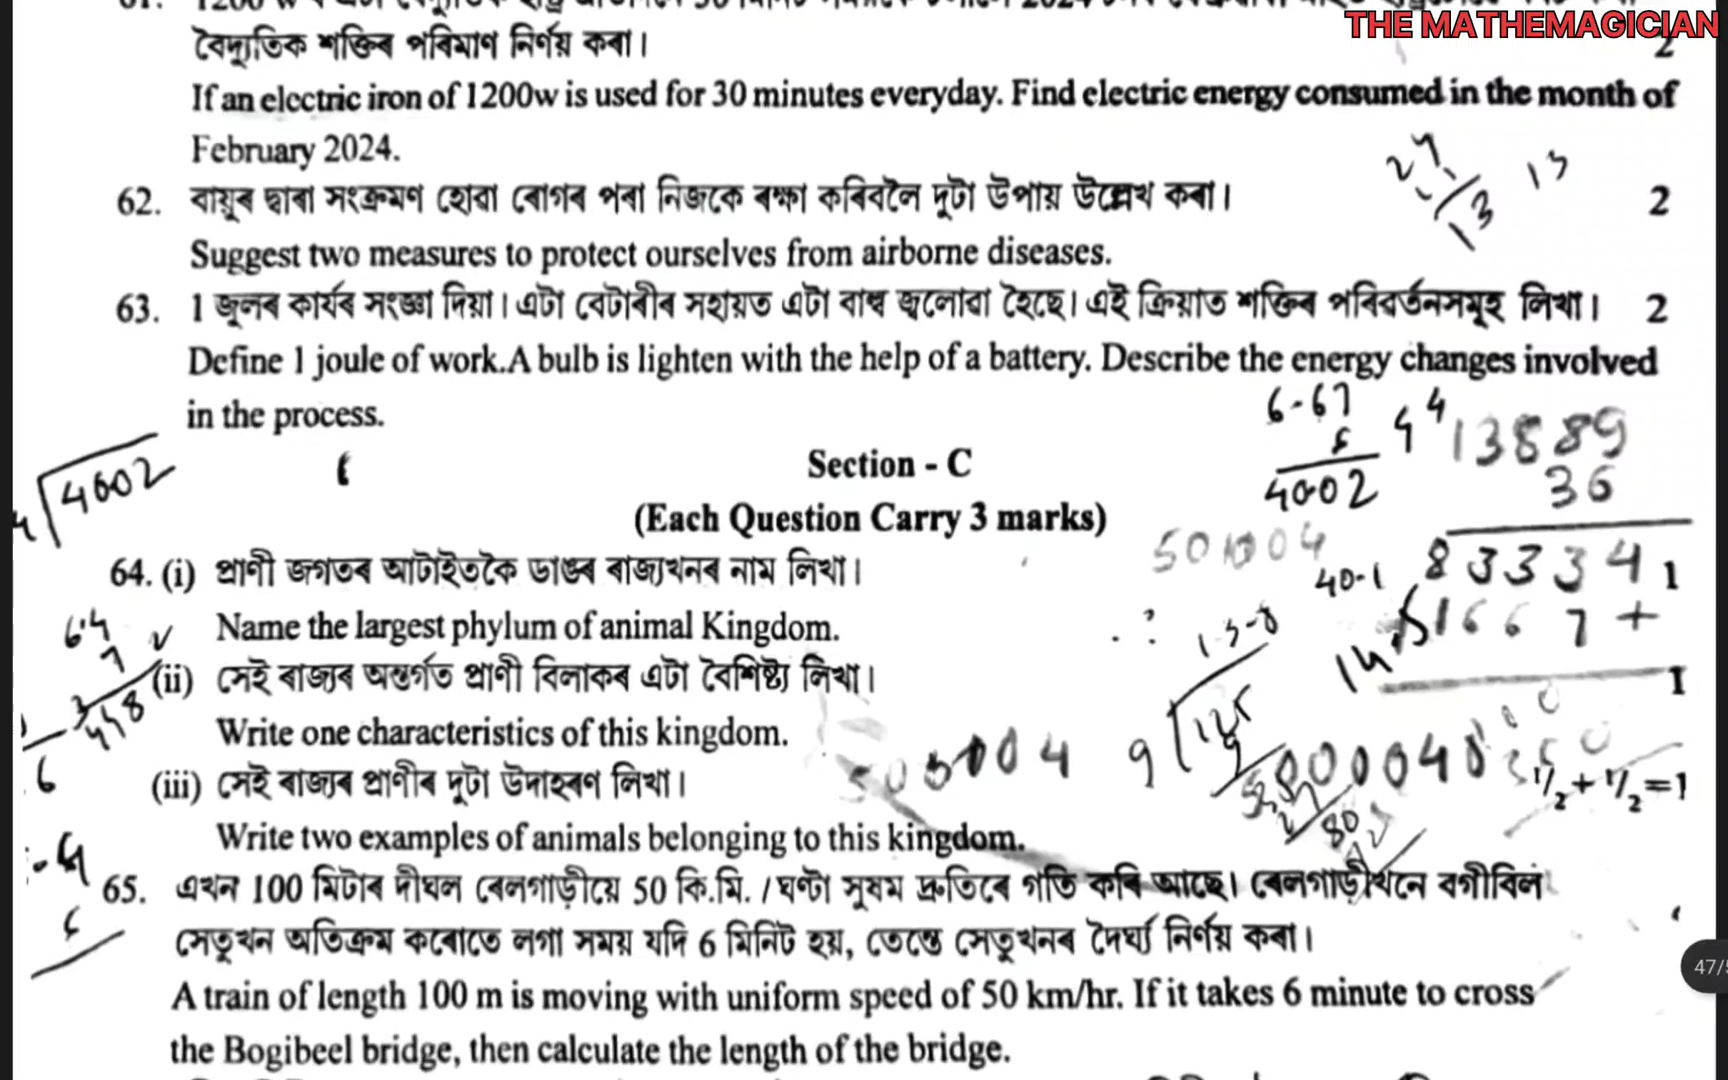 THE MATHEMAGICIAN
বৈদ্যুতিক শক্তিৰ পৰিমাণ নিৰ্ণয় কৰা।
2
If an electric iron of 1200w is used for 30 minutes everyday. Find electric energy consumed in the month of
February 2024.
62. বায়ুৰ দ্বাৰা সংক্ৰমণ হোৱা ৰোগৰ পৰা নিজকে ৰক্ষা কৰিবলৈ দুটা উপায় উল্লেখ কৰা।
2
Suggest two measures to protect ourselves from airborne diseases.
63. 1 জুলৰ কাৰ্যৰ সংজ্ঞা দিয়া। এটা বেটাৰীৰ সহায়ত এটা বাল্ব জ্বলোৱা হৈছে। এই ক্ৰিয়াত শক্তিৰ পৰিৱৰ্তনসমূহ লিখা। 2
Define 1 joule of work.A bulb is lighten with the help of a battery. Describe the energy changes involved
in the process.
6.67
4002
13889
36
4002
Section - C
(Each Question Carry 3 marks)
501004
40.1
83334
64. (i) প্ৰাণী জগতৰ আটাইতকৈ ডাঙৰ ৰাজ্যখনৰ নাম লিখা।
1
Name the largest phylum of animal Kingdom.
(ii) সেই ৰাজ্যৰ অন্তৰ্গত প্ৰাণী বিলাকৰ এটা বৈশিষ্ট্য লিখা।
1
Write one characteristics of this kingdom.
(iii) সেই ৰাজ্যৰ প্ৰাণীৰ দুটা উদাহৰণ লিখা।
½ + ½ = 1
Write two examples of animals belonging to this kingdom.
65. এখন 100 মিটাৰ দীঘল ৰেলগাড়ীয়ে 50 কি.মি. / ঘণ্টা সুষম দ্ৰুতিৰে গতি কৰি আছে। ৰেলগাড়ীখনে বগীবিল
সেতুখন অতিক্ৰম কৰোতে লগা সময় যদি 6 মিনিট হয়, তেন্তে সেতুখনৰ দৈৰ্ঘ্য নিৰ্ণয় কৰা।
A train of length 100 m is moving with uniform speed of 50 km/hr. If it takes 6 minute to cross
the Bogibeel bridge, then calculate the length of the bridge.